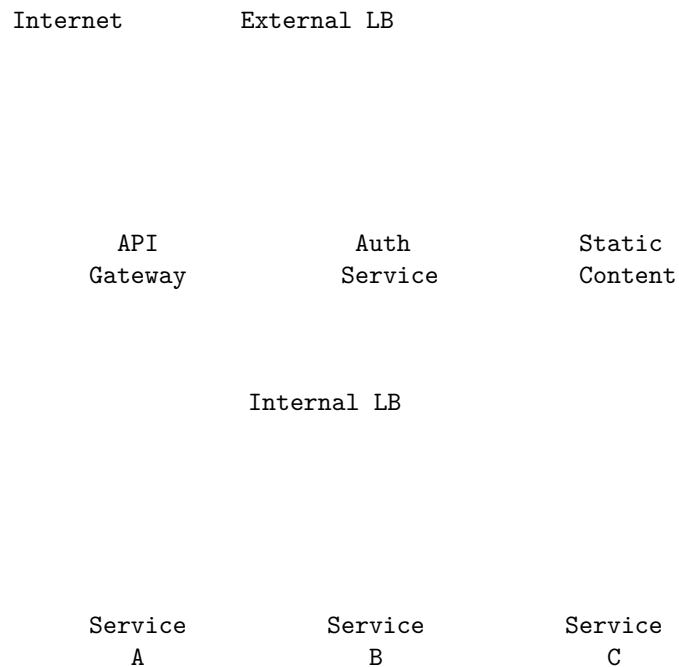 Internet External LB
API Auth Static
Gateway Service Content
Internal LB
Service Service Service
A B C